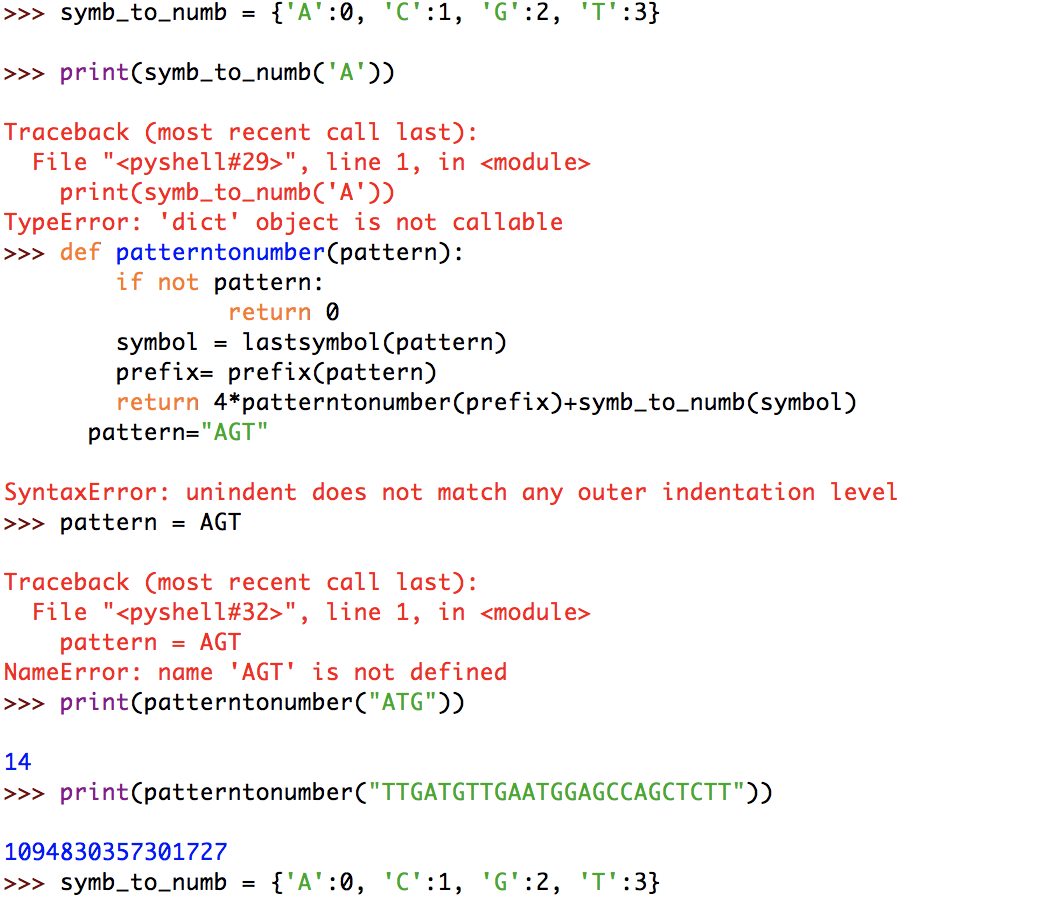 >>> symb_to_numb = {'A':0, 'C':1, 'G':2, 'T':3}
>>> print(symb_to_numb('A'))
Traceback (most recent call last):
  File "<pyshell#29>", line 1, in <module>
    print(symb_to_numb('A'))
TypeError: 'dict' object is not callable
>>> def patterntonumber(pattern):
        if not pattern:
                return 0
        symbol = lastsymbol(pattern)
        prefix= prefix(pattern)
        return 4*patterntonumber(prefix)+symb_to_numb(symbol)
      pattern="AGT"
SyntaxError: unindent does not match any outer indentation level
>>> pattern = AGT
Traceback (most recent call last):
  File "<pyshell#32>", line 1, in <module>
    pattern = AGT
NameError: name 'AGT' is not defined
>>> print(patterntonumber("ATG"))
14
>>> print(patterntonumber("TTGATGTTGAATGGAGCCAGCTCTT"))
1094830357301727
>>> symb_to_numb = {'A':0, 'C':1, 'G':2, 'T':3}